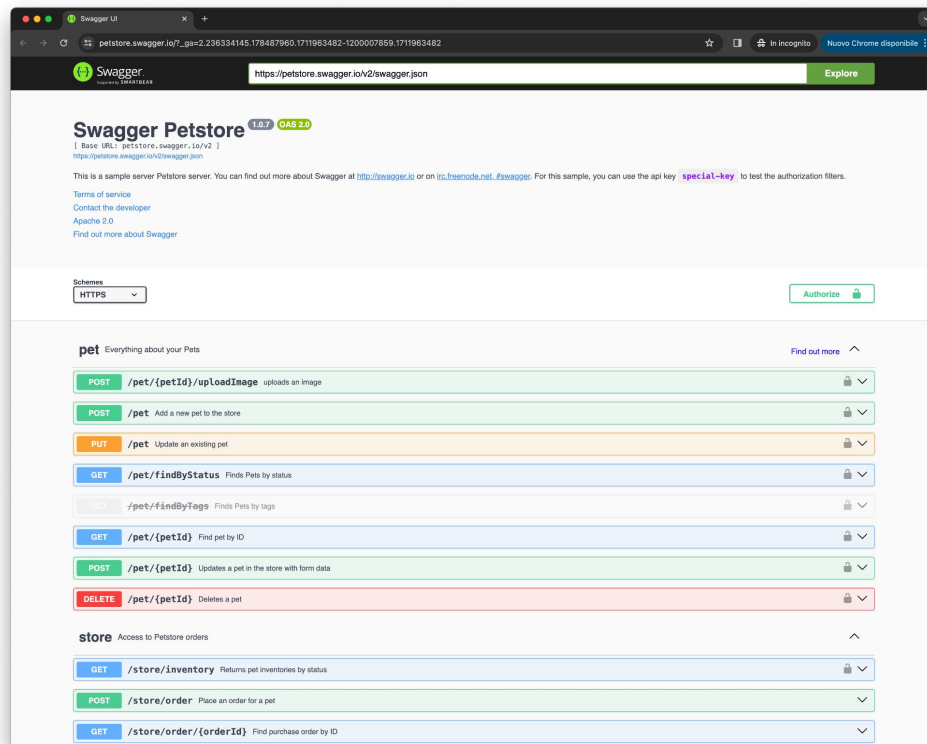 Swagger UI
petstore.swagger.io/?_ga=2.236334145.178487960.1711963482-1200007859.1711963482
In incognito
Nuovo Chrome disponibile
Swagger.
Supported by SMARTBEAR
https://petstore.swagger.io/v2/swagger.json
Explore
Swagger Petstore 1.0.7 OAS 2.0
[ Base URL: petstore.swagger.io/v2 ]
https://petstore.swagger.io/v2/swagger.json
This is a sample server Petstore server. You can find out more about Swagger at http://swagger.io or on irc.freenode.net, #swagger. For this sample, you can use the api key special-key to test the authorization filters.
Terms of service
Contact the developer
Apache 2.0
Find out more about Swagger
Schemes
HTTPS
Authorize
pet Everything about your Pets
Find out more
POST /pet/{petId}/uploadImage uploads an image
POST /pet Add a new pet to the store
PUT /pet Update an existing pet
GET /pet/findByStatus Finds Pets by status
GET /pet/findByTags Finds Pets by tags
GET /pet/{petId} Find pet by ID
POST /pet/{petId} Updates a pet in the store with form data
DELETE /pet/{petId} Deletes a pet
store Access to Petstore orders
GET /store/inventory Returns pet inventories by status
POST /store/order Place an order for a pet
GET /store/order/{orderId} Find purchase order by ID